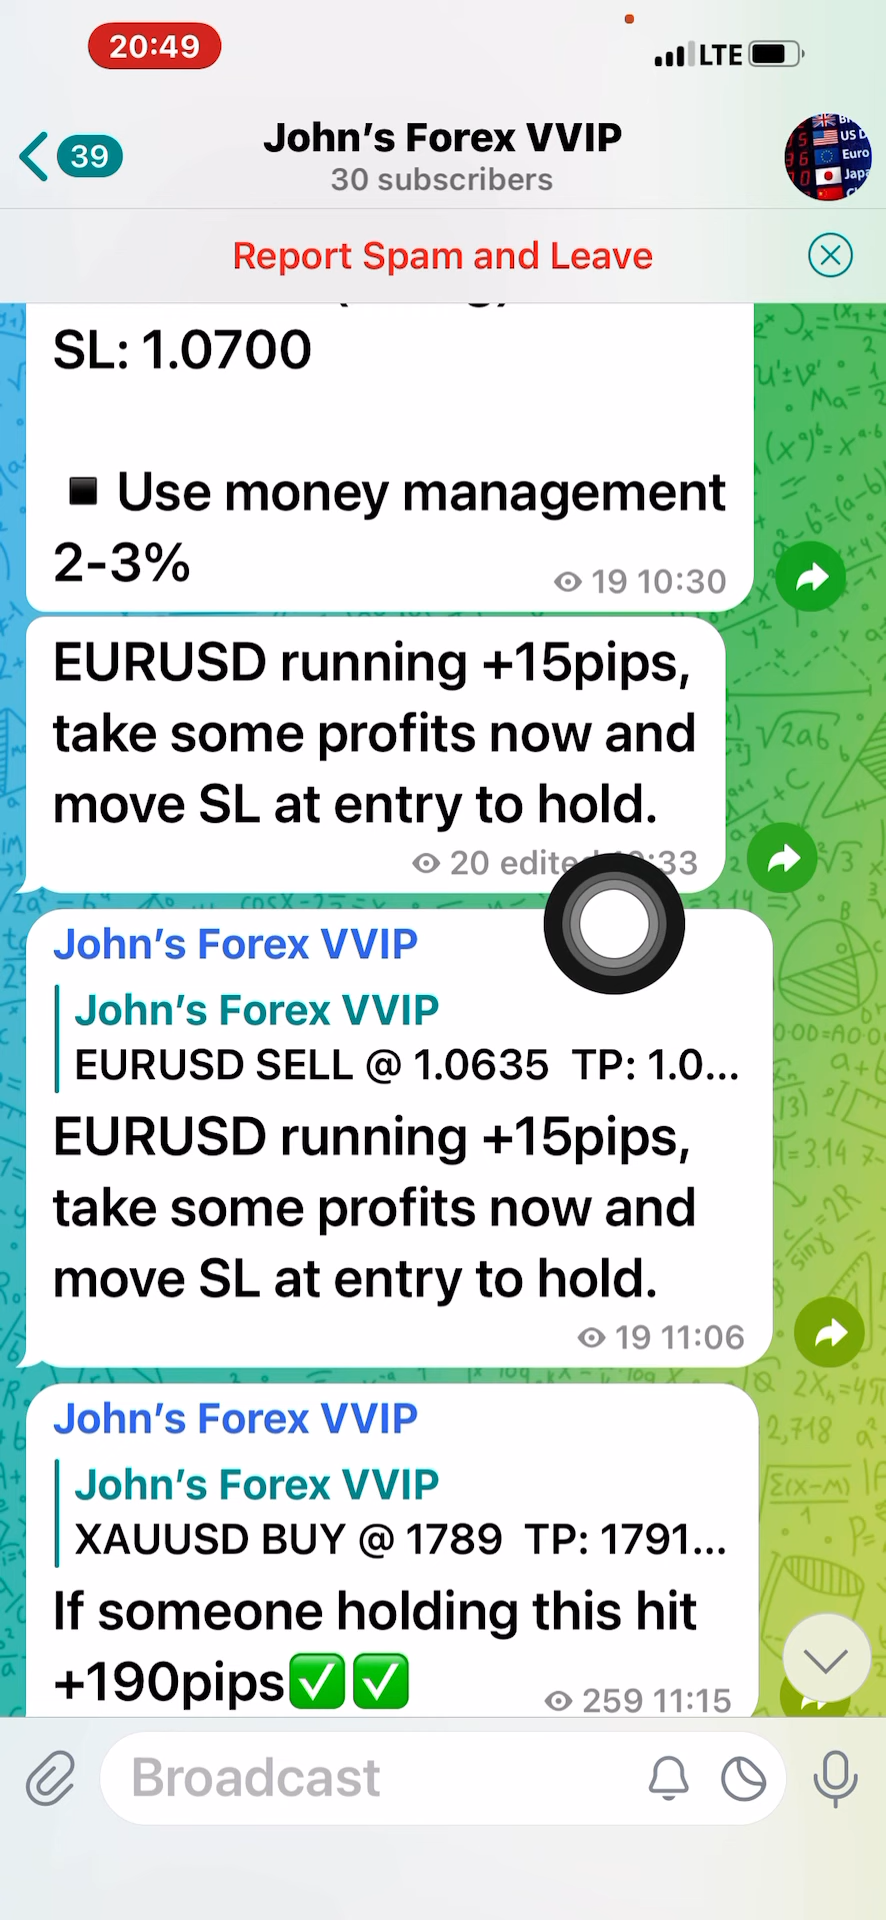 20:49
LTE
39
John's Forex VVIP
30 subscribers
Report Spam and Leave
SL: 1.0700
▪️ Use money management
2-3%
19 10:30
EURUSD running +15pips,
take some profits now and
move SL at entry to hold.
20 edited :33
John's Forex VVIP
John's Forex VVIP
EURUSD SELL @ 1.0635 TP: 1.0...
EURUSD running +15pips,
take some profits now and
move SL at entry to hold.
19 11:06
John's Forex VVIP
John's Forex VVIP
XAUUSD BUY @ 1789 TP: 1791...
If someone holding this hit
+190pips✅✅
259 11:15
Broadcast